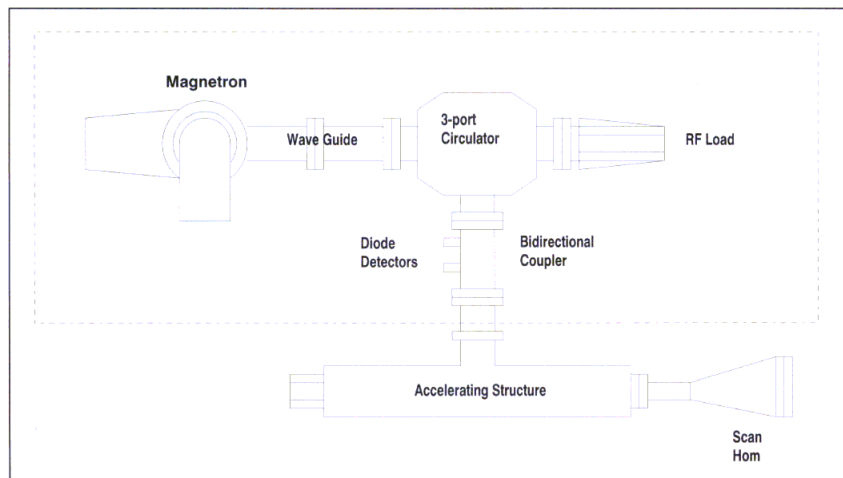 Magnetron
Wave Guide
3-port
Circulator
RF Load
Diode
Detectors
Bidirectional
Coupler
Accelerating Structure
Scan
Hom